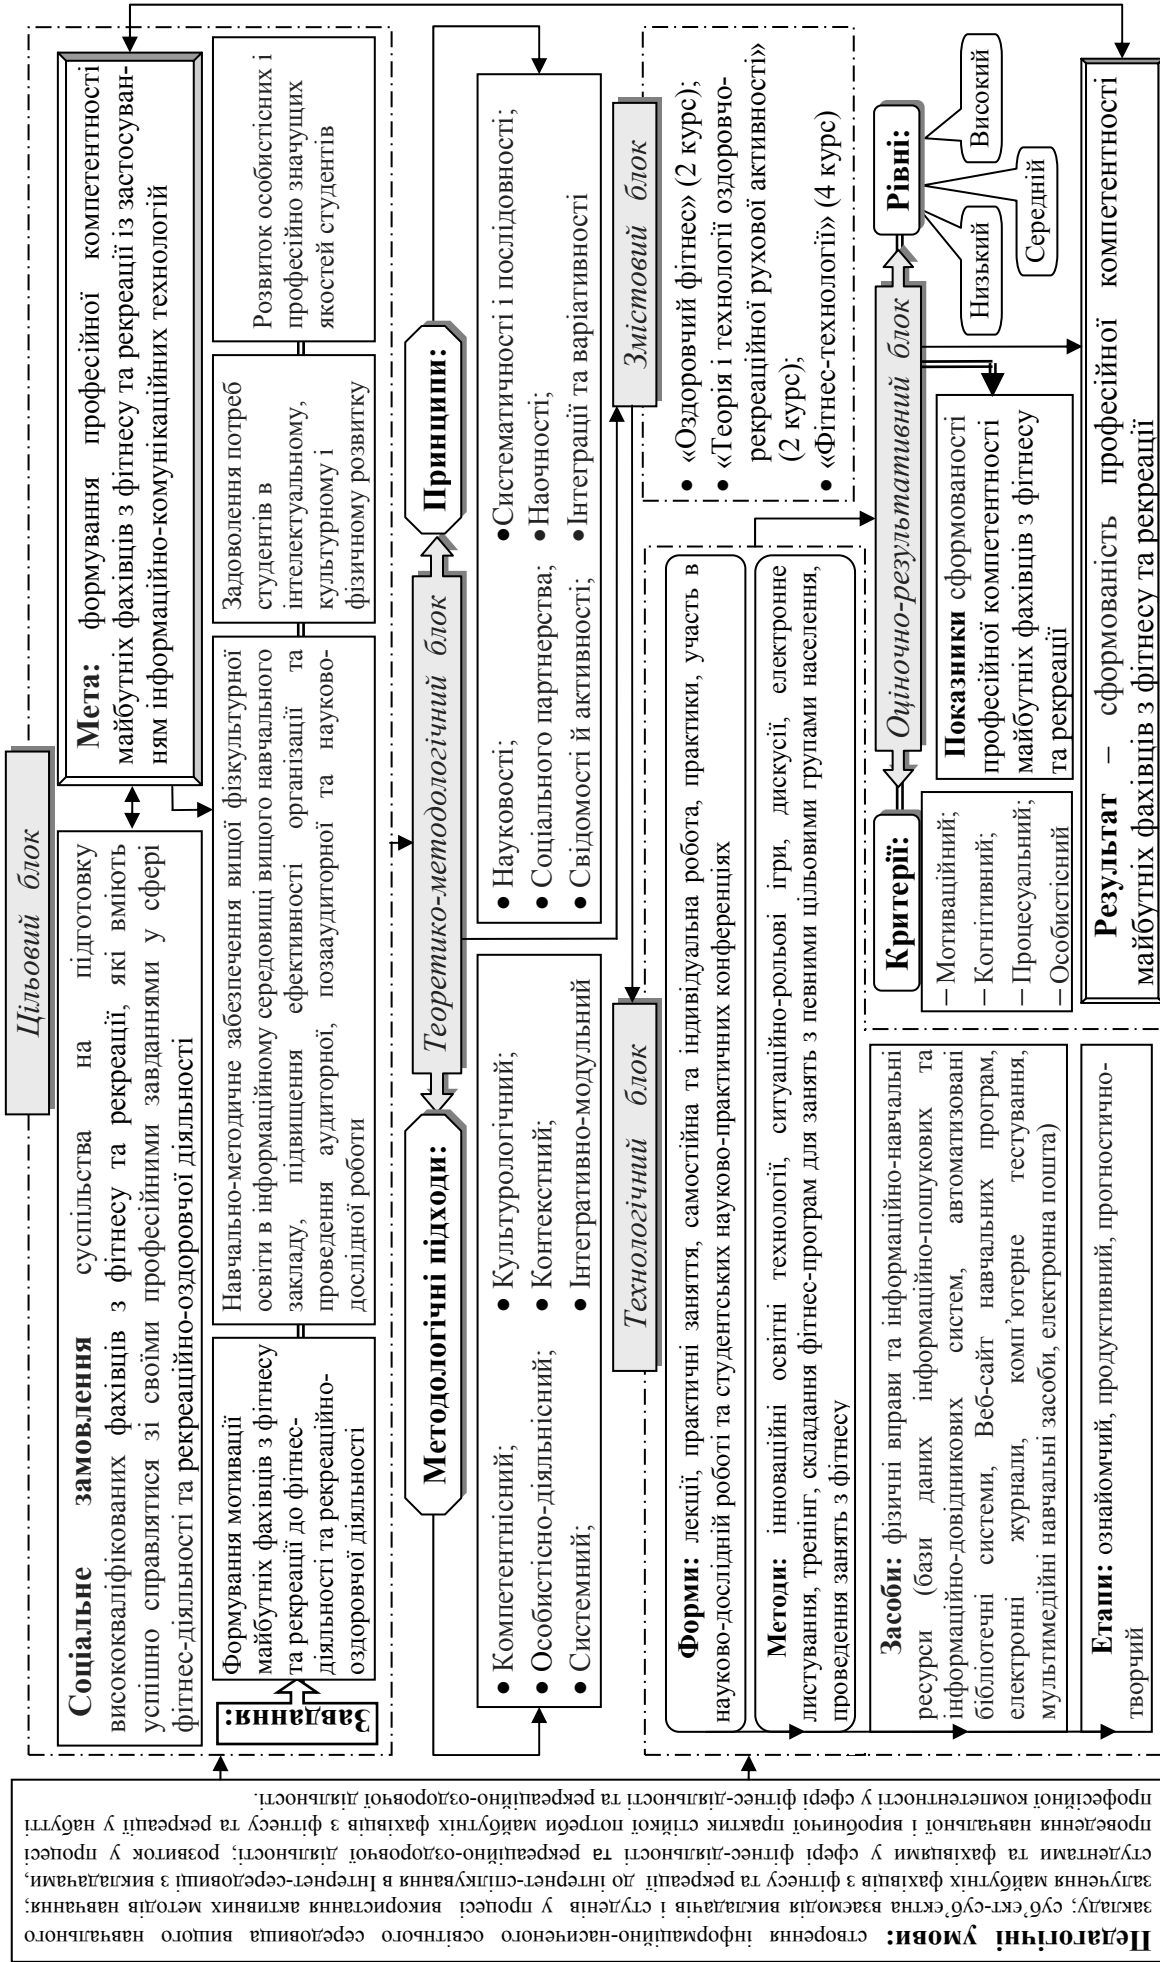 Цільовий блок
Соціальне замовлення суспільства на підготовку
висококваліфікованих фахівців з фітнесу та рекреації, які вміють
успішно справлятися зі своїми професійними завданнями у сфері
фітнес-діяльності та рекреаційно-оздоровчої діяльності
Мета: формування професійної компетентності
майбутніх фахівців з фітнесу та рекреації із застосуван-
ням інформаційно-комунікаційних технологій
Завдання:
Формування мотивації
майбутніх фахівців з фітнесу
та рекреації до фітнес-
діяльності та рекреаційно-
оздоровчої діяльності
Навчально-методичне забезпечення вищої фізкультурної
освіти в інформаційному середовищі вищого навчального
закладу, підвищення ефективності організації та
проведення аудиторної, позааудиторної та науково-
дослідної роботи
Задоволення потреб
студентів в
інтелектуального,
культурному і
фізичному розвитку
Розвиток особистісних і
професійно значущих
якостей студентів
Методологічні підходи:
Теоретико-методологічний блок
Принципи:
● Компетентнісний;
● Особистісно-діяльнісний;
● Системний;
● Культурологічний;
● Контекстний;
● Інтегративно-модульний
● Науковості;
● Соціального партнерства;
● Свідомості й активності;
●Систематичності і послідовності;
●Наочності;
●Інтеграції та варіативності
Технологічний блок
Змістовий блок
Форми: лекції, практичні заняття, самостійна та індивідуальна робота, практики, участь в
науково-дослідній роботі та студентських науково-практичних конференціях
Методи: інноваційні освітні технології, ситуаційно-рольові ігри, дискусії, електронне
листування, тренінг, складання фітнес-програм для занять з певними цільовими групами населення,
проведення занять з фітнесу
● «Оздоровчий фітнес» (2 курс);
● «Теорія і технології оздоровчо-
рекреаційної рухової активності»
(2 курс);
● «Фітнес-технології» (4 курс)
Засоби: фізичні вправи та інформаційно-навчальні
ресурси (бази даних інформаційно-пошукових та
інформаційно-довідникових систем, автоматизовані
бібліотечні системи, Веб-сайт навчальних програм,
електронні журнали, комп’ютерне тестування,
мультимедійні навчальні засоби, електронна пошта)
Етапи: ознайомчий, продуктивний, прогностично-
творчий
Критерії:
Оціночно-результативний блок
Рівні:
– Мотиваційний;
– Когнітивний;
– Процесуальний;
– Особистісний
Показники сформованості
професійної компетентності
майбутніх фахівців з фітнесу
та рекреації
Низький
Середній
Високий
Результат – сформованість професійної компетентності
майбутніх фахівців з фітнесу та рекреації
Педагогічні умови: створення інформаційно-насиченого освітнього середовища вищого навчального
закладу; суб’єкт-суб’єктна взаємодія викладачів і студенів у процесі використання активних методів навчання;
залучення майбутніх фахівців з фітнесу та рекреації до інтернет-спілкування в Інтернет-середовищі з викладачами,
студентами та фахівцями у сфері фітнес-діяльності та рекреаційно-оздоровчої діяльності; розвиток у процесі
проведення навчальної і виробничої практик стійкої потреби майбутніх фахівців з фітнесу та рекреації у набутті
професійної компетентності у сфері фітнес-діяльності та рекреаційно-оздоровчої діяльності.